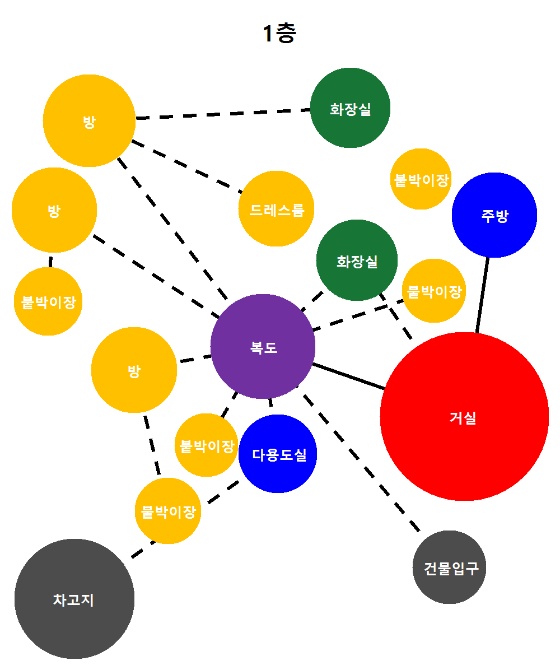 1층
방
화장실
붙박이장
방
드레스룸
주방
화장실
붙박이장
붙박이장
복도
방
거실
붙박이장
다용도실
붙박이장
건물입구
차고지